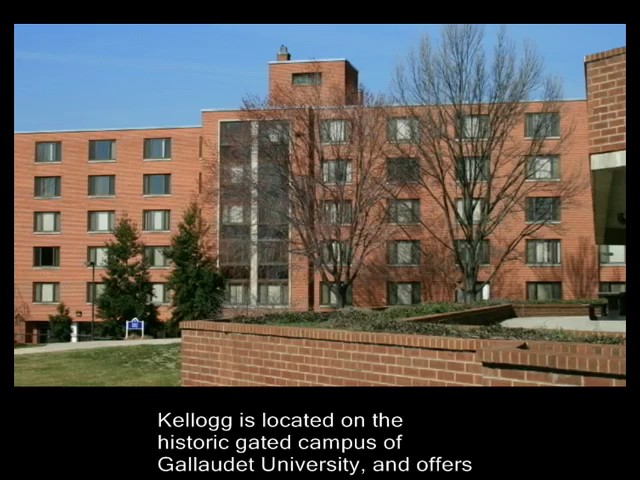 Kellogg is located on the
historic gated campus of
Gallaudet University, and offers